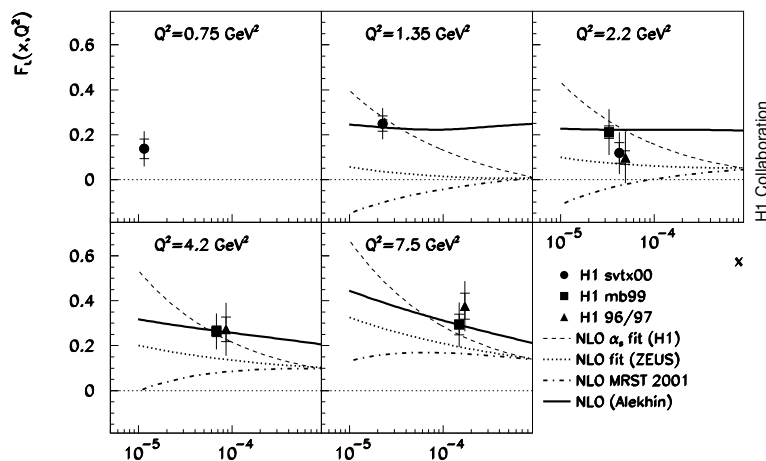 F_L(x,Q²)
Q²=0.75 GeV²
Q²=1.35 GeV²
Q²=2.2 GeV²
0.6
0.4
0.2
0
10⁻⁵
10⁻⁴
x
Q²=4.2 GeV²
Q²=7.5 GeV²
0.6
0.4
0.2
0
10⁻⁵
10⁻⁴
10⁻⁵
10⁻⁴
H1 svtx00
H1 mb99
H1 96/97
NLO αₛ fit (H1)
NLO fit (ZEUS)
NLO MRST 2001
NLO (Alekhin)
H1 Collaboration